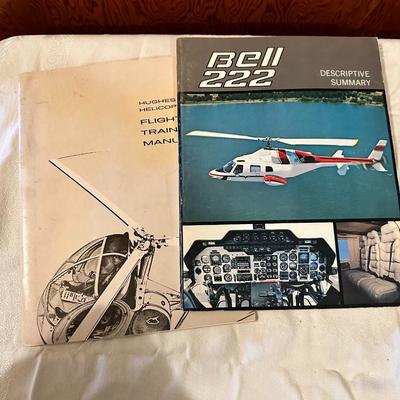 HUGHES
HELICOP
FLIGHT
TRAIN
MANU
Bell
222
DESCRIPTIVE
SUMMARY